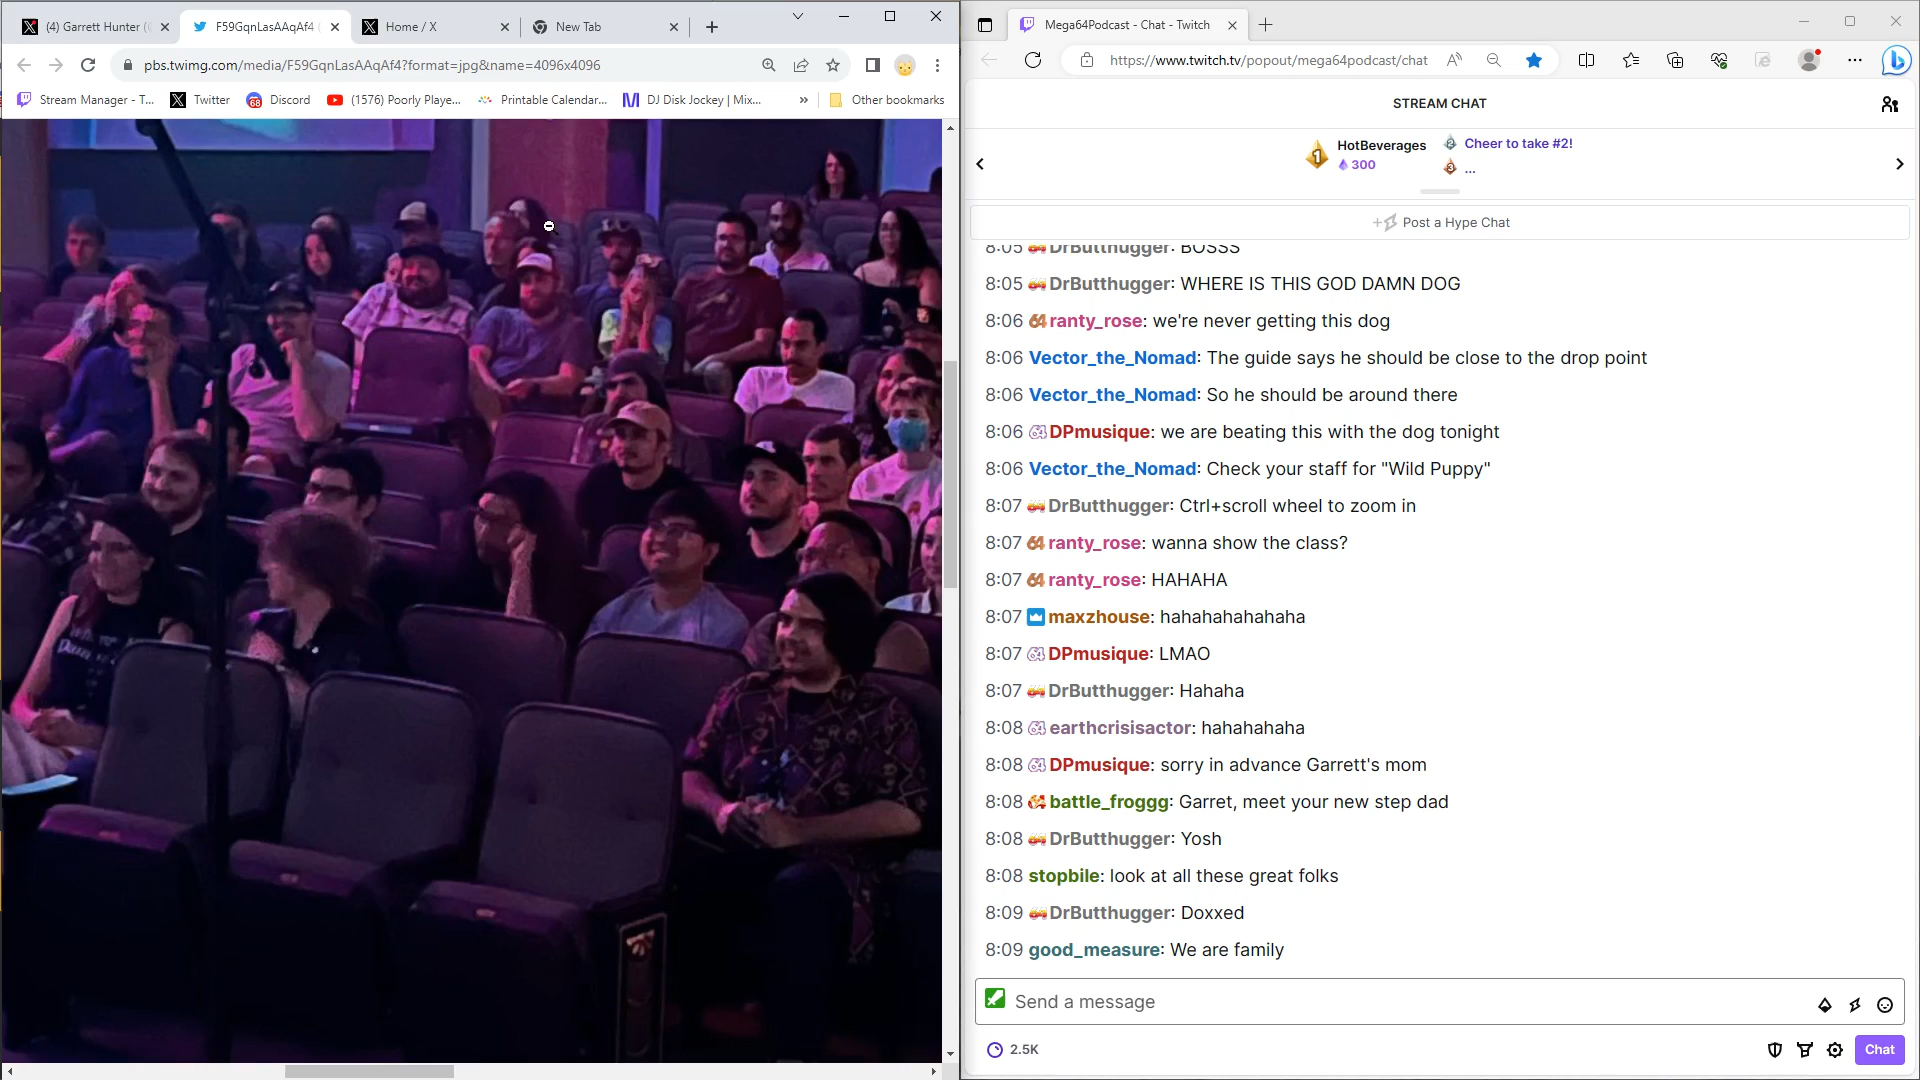 (4) Garrett Hunter (
F59GqnLasAAqAf4
Home / X
New Tab
pbs.twimg.com/media/F59GqnLasAAqAf4?format=jpg&name=4096x4096
Stream Manager - T...
Twitter
Discord
(1576) Poorly Playe...
Printable Calendar...
DJ Disk Jockey | Mix...
»
Other bookmarks
Mega64Podcast - Chat - Twitch
https://www.twitch.tv/popout/mega64podcast/chat
STREAM CHAT
1
HotBeverages
300
2
Cheer to take #2!
3
...
Post a Hype Chat
8:05 DrButthugger: BOSSS
8:05 DrButthugger: WHERE IS THIS GOD DAMN DOG
8:06 ranty_rose: we're never getting this dog
8:06 Vector_the_Nomad: The guide says he should be close to the drop point
8:06 Vector_the_Nomad: So he should be around there
8:06 DPmusique: we are beating this with the dog tonight
8:06 Vector_the_Nomad: Check your staff for "Wild Puppy"
8:07 DrButthugger: Ctrl+scroll wheel to zoom in
8:07 ranty_rose: wanna show the class?
8:07 ranty_rose: HAHAHA
8:07 maxzhouse: hahahahahahaha
8:07 DPmusique: LMAO
8:07 DrButthugger: Hahaha
8:08 earthcrisisactor: hahahahaha
8:08 DPmusique: sorry in advance Garrett's mom
8:08 battle_froggg: Garret, meet your new step dad
8:08 DrButthugger: Yosh
8:08 stopbile: look at all these great folks
8:09 DrButthugger: Doxxed
8:09 good_measure: We are family
Send a message
2.5K
Chat